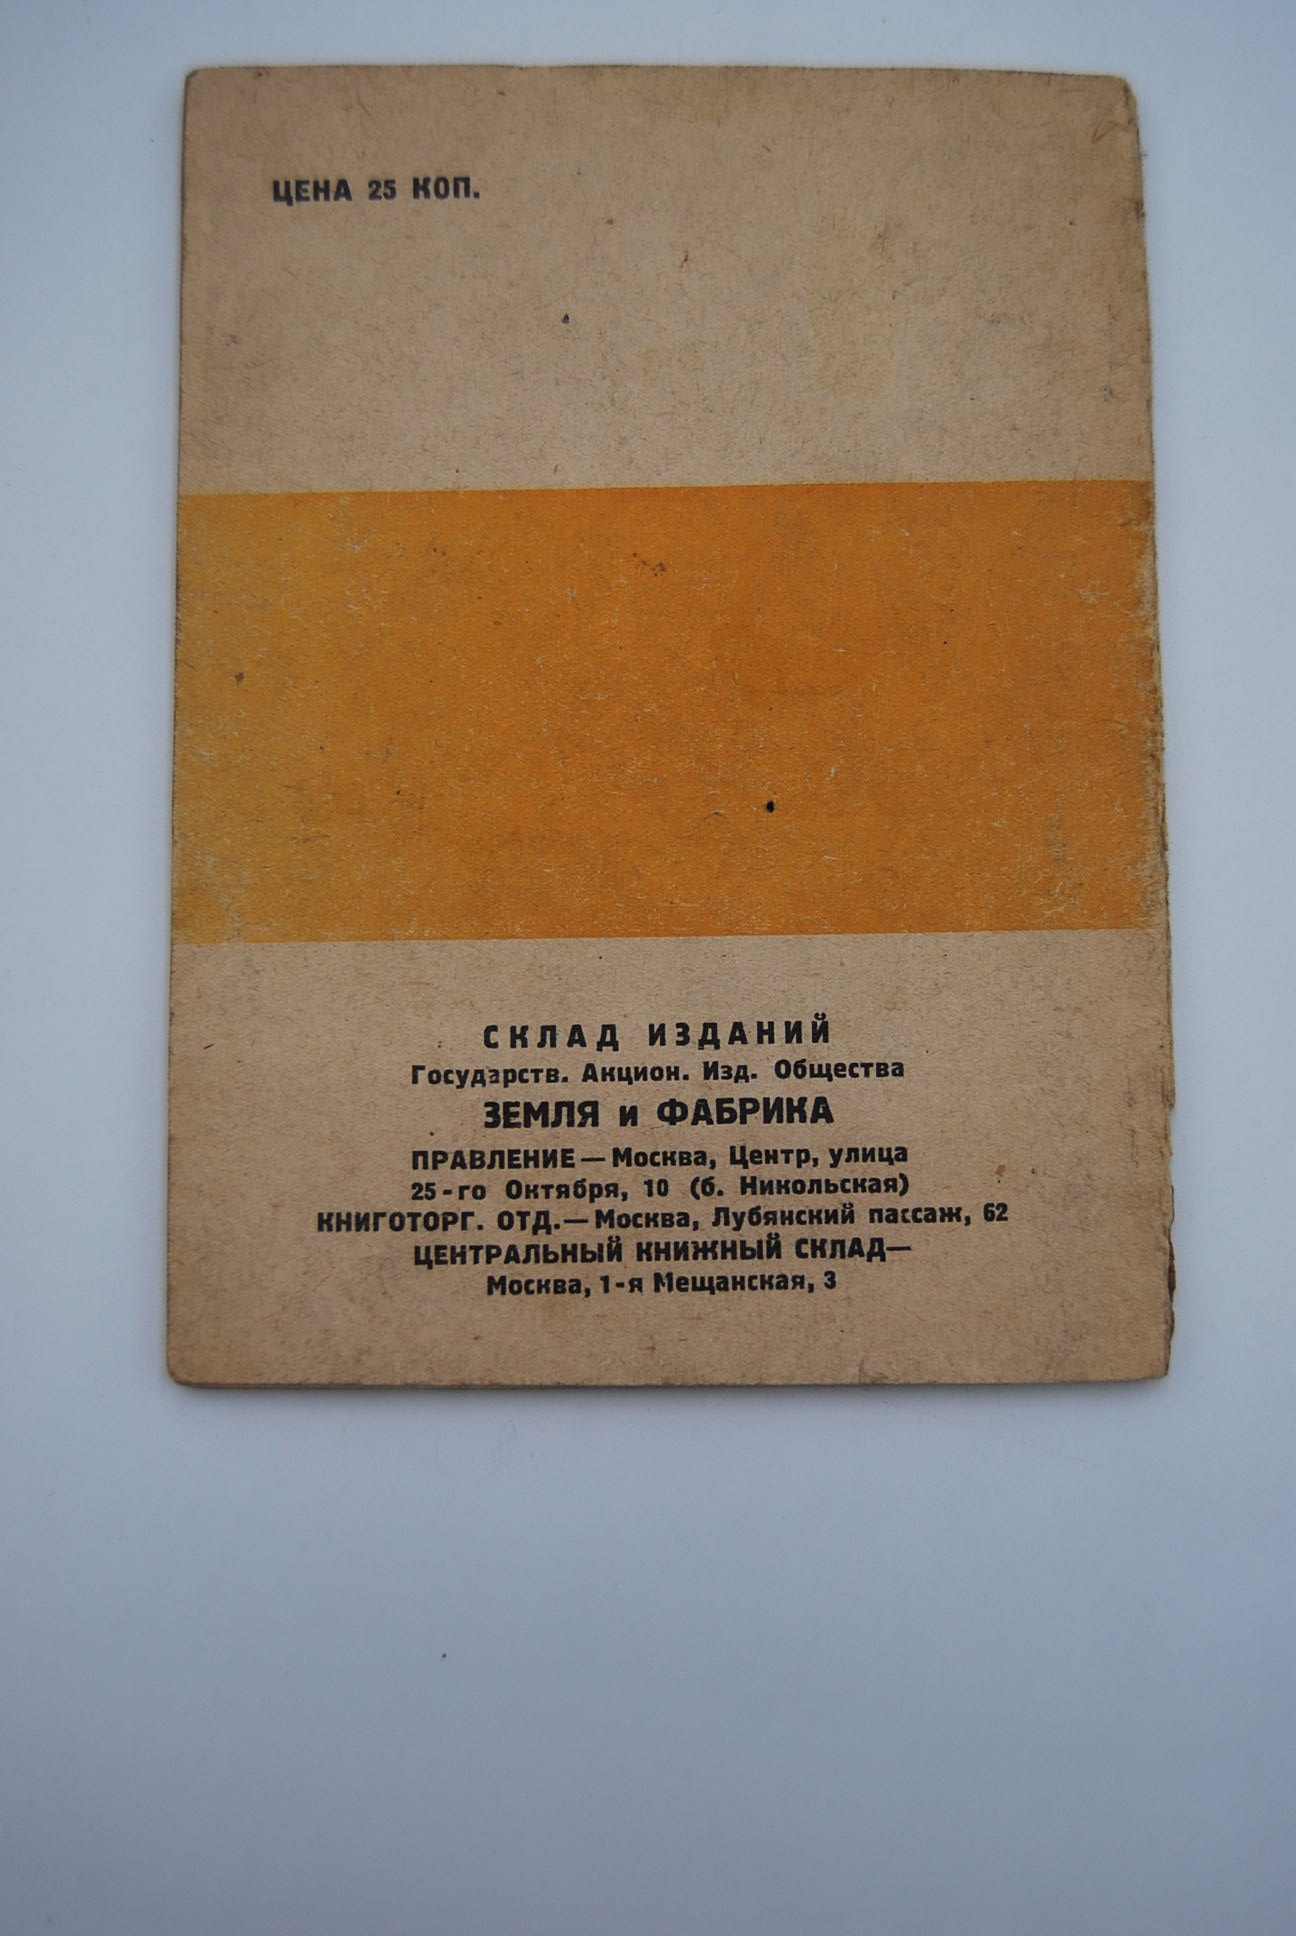 ЦЕНА 25 КОП.
СКЛАД ИЗДАНИЙ
Государств. Акцион. Изд. Общества
ЗЕМЛЯ и ФАБРИКА
ПРАВЛЕНИЕ — Москва, Центр, улица
25-го Октября, 10 (б. Никольская)
КНИГОТОРГ. ОТД.— Москва, Лубянский пассаж, 62
ЦЕНТРАЛЬНЫЙ КНИЖНЫЙ СКЛАД—
Москва, 1-я Мещанская, 3